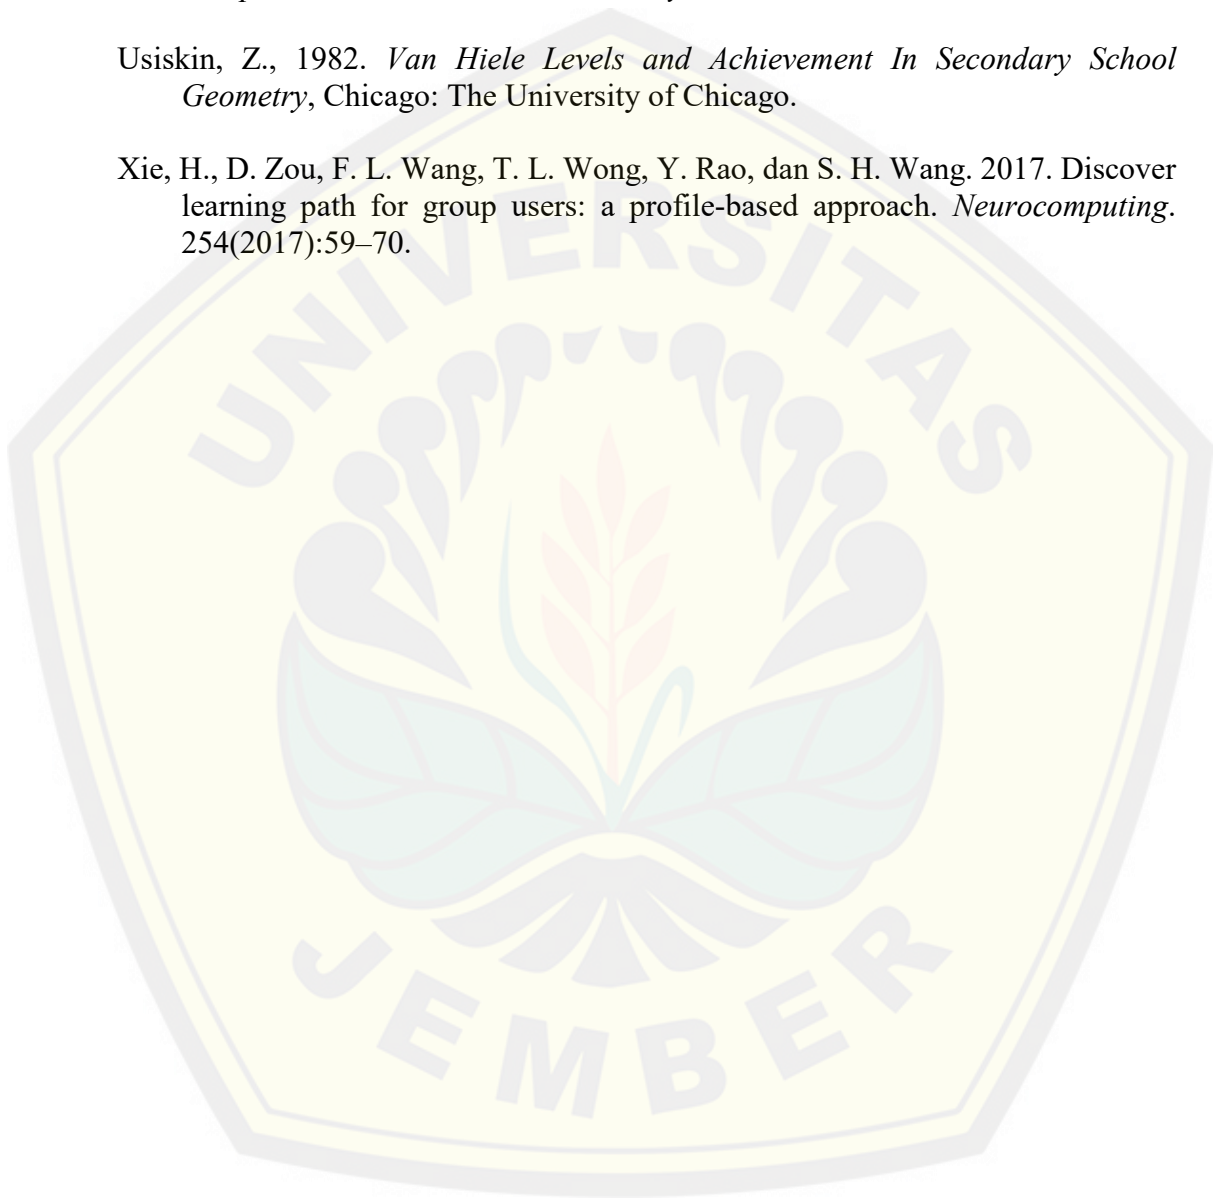 Usiskin, Z., 1982. Van Hiele Levels and Achievement In Secondary School
Geometry, Chicago: The University of Chicago.
Xie, H., D. Zou, F. L. Wang, T. L. Wong, Y. Rao, dan S. H. Wang. 2017. Discover
learning path for group users: a profile-based approach. Neurocomputing.
254(2017):59–70.
UNIVERSITAS
JEMBER